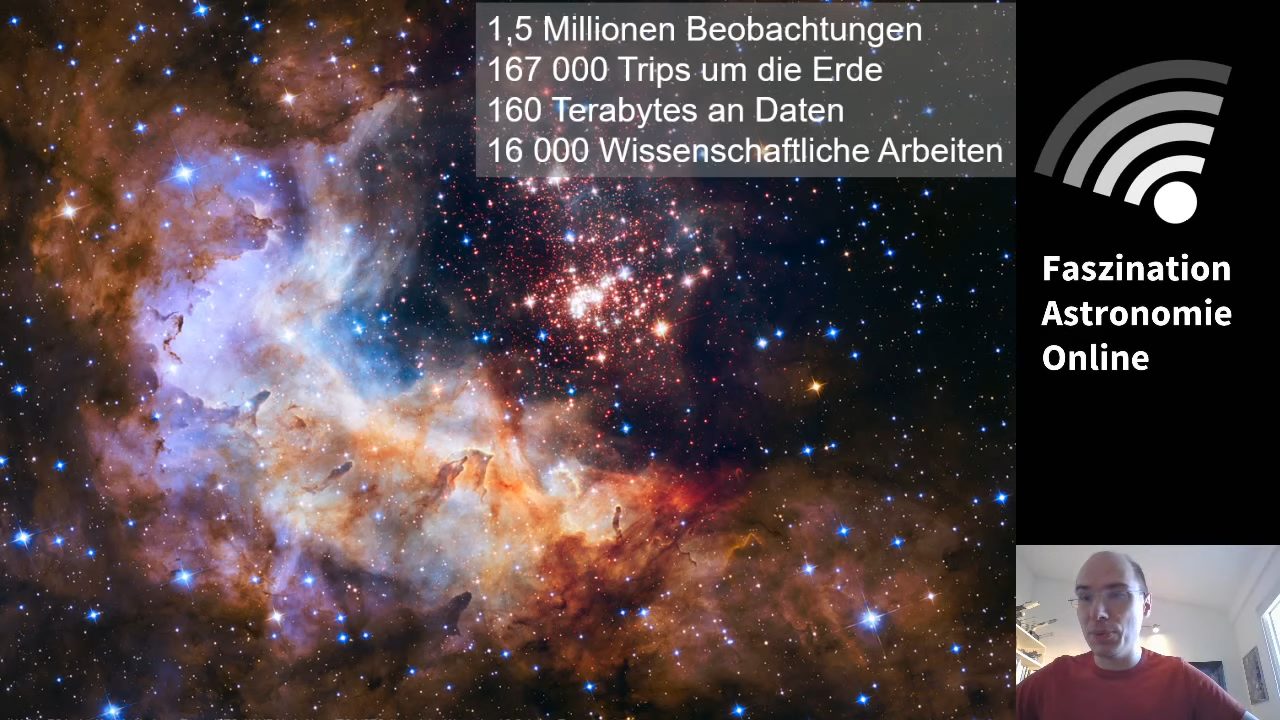 1,5 Millionen Beobachtungen
167 000 Trips um die Erde
160 Terabytes an Daten
16 000 Wissenschaftliche Arbeiten
Faszination
Astronomie
Online